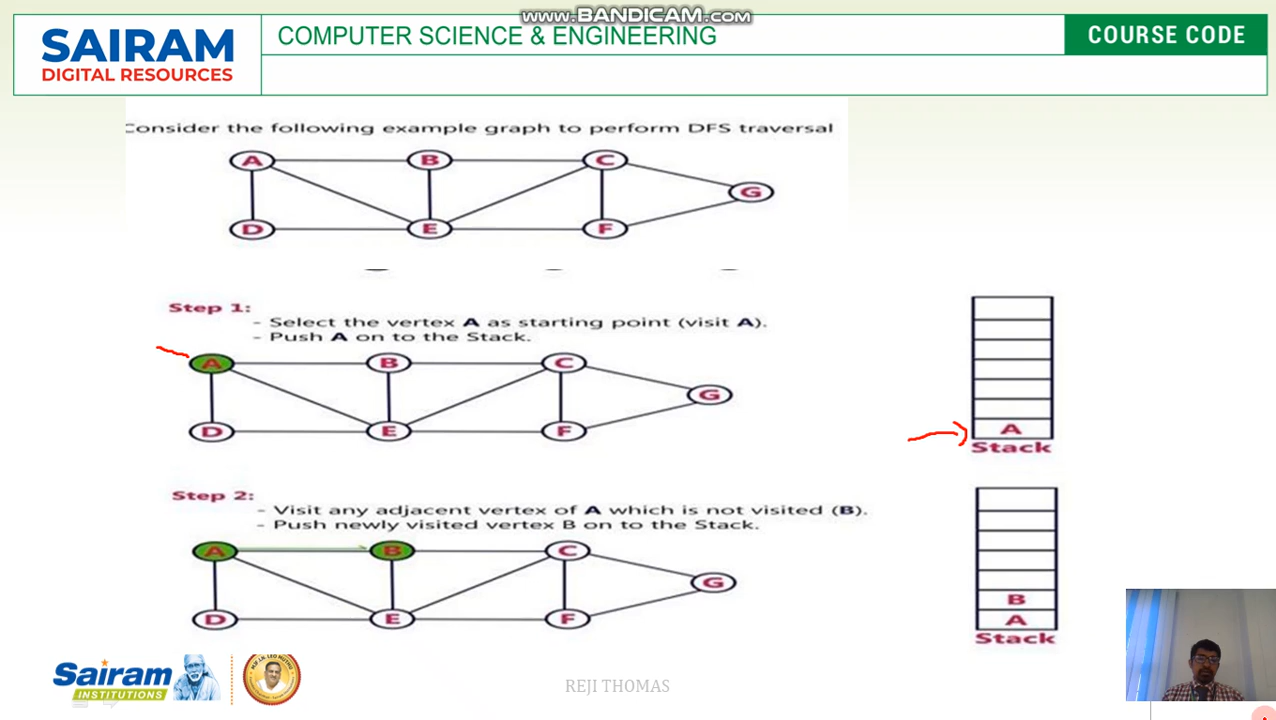 www.BANDICAM.com
SAIRAM
DIGITAL RESOURCES
COMPUTER SCIENCE & ENGINEERING
COURSE CODE
Consider the following example graph to perform DFS traversal
A B C
G
D E F
Step 1:
- Select the vertex A as starting point (visit A).
- Push A on to the Stack.
A B C
G
D E F
A
Stack
Step 2:
- Visit any adjacent vertex of A which is not visited (B).
- Push newly visited vertex B on to the Stack.
A B C
G
D E F
B
A
Stack
Sairam
INSTITUTIONS
REJI THOMAS